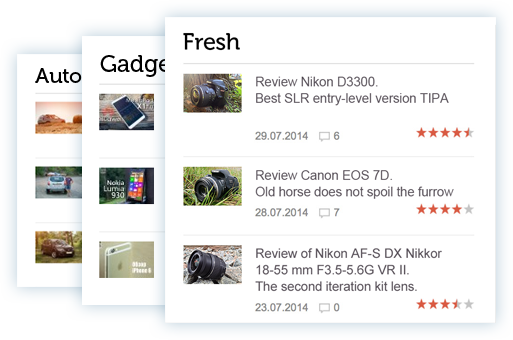 Auto
Gadge
Nokia
Lumia
930
Обзор
iPhone 6
Fresh
Review Nikon D3300.
Best SLR entry-level version TIPA
29.07.2014 6
Review Canon EOS 7D.
Old horse does not spoil the furrow
28.07.2014 7
Review of Nikon AF-S DX Nikkor
18-55 mm F3.5-5.6G VR II.
The second iteration kit lens.
23.07.2014 0